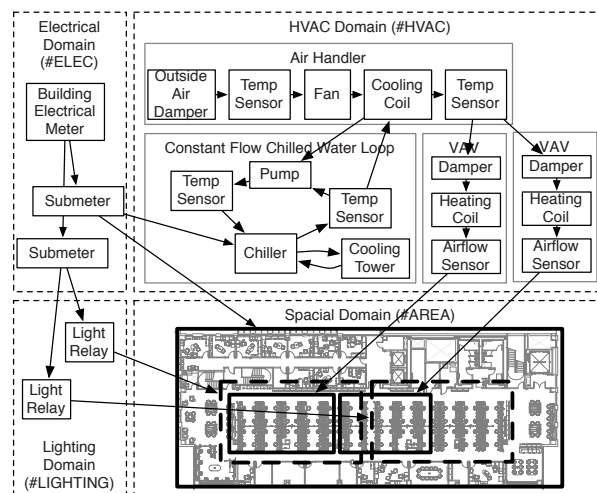 Electrical
Domain
(#ELEC)
Building
Electrical
Meter
Submeter
Submeter
HVAC Domain (#HVAC)
Air Handler
Outside
Air
Damper
Temp
Sensor
Fan
Cooling
Coil
Temp
Sensor
Constant Flow Chilled Water Loop
Pump
Temp
Sensor
Temp
Sensor
Chiller
Cooling
Tower
VAV
Damper
Heating
Coil
Airflow
Sensor
VAV
Damper
Heating
Coil
Airflow
Sensor
Light
Relay
Light
Relay
Lighting
Domain
(#LIGHTING)
Spacial Domain (#AREA)